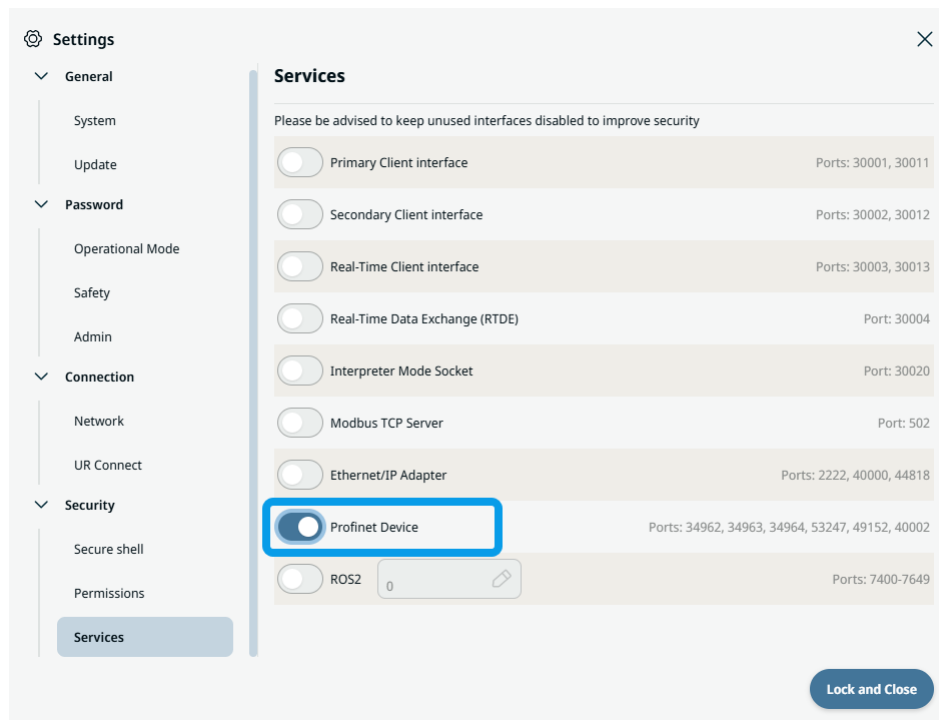 Settings
General
System
Update
Password
Operational Mode
Safety
Admin
Connection
Network
UR Connect
Security
Secure shell
Permissions
Services
Services
Please be advised to keep unused interfaces disabled to improve security
Primary Client interface Ports: 30001, 30011
Secondary Client interface Ports: 30002, 30012
Real-Time Client interface Ports: 30003, 30013
Real-Time Data Exchange (RTDE) Port: 30004
Interpreter Mode Socket Port: 30020
Modbus TCP Server Port: 502
Ethernet/IP Adapter Ports: 2222, 40000, 44818
Profinet Device Ports: 34962, 34963, 34964, 53247, 49152, 40002
ROS2 0 Ports: 7400-7649
Lock and Close